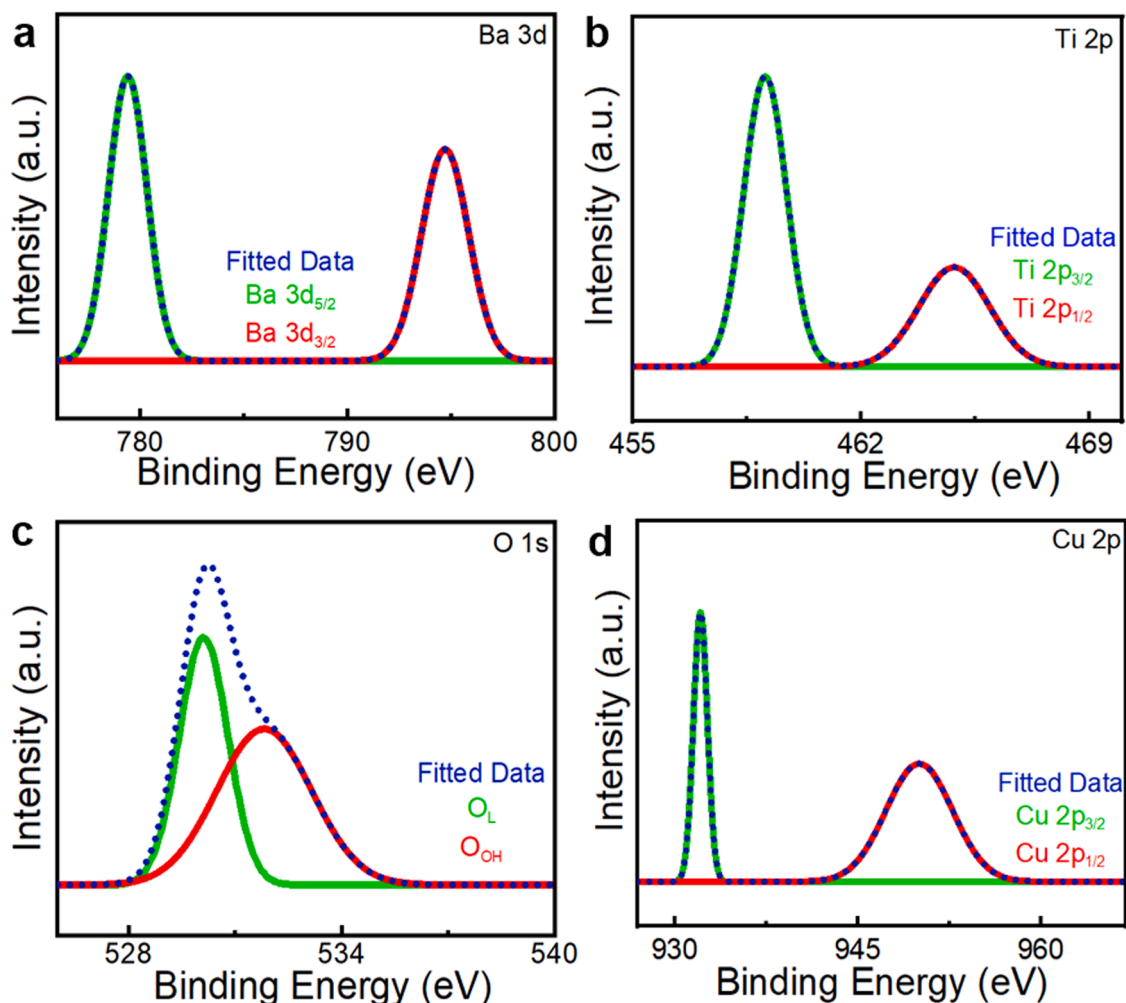 a
Ba 3d
Intensity (a.u.)
Fitted Data
Ba 3d₅/₂
Ba 3d₃/₂
780 790 800
Binding Energy (eV)
b
Ti 2p
Intensity (a.u.)
Fitted Data
Ti 2p₃/₂
Ti 2p₁/₂
455 462 469
Binding Energy (eV)
c
O 1s
Intensity (a.u.)
Fitted Data
O_L
O_OH
528 534 540
Binding Energy (eV)
d
Cu 2p
Intensity (a.u.)
Fitted Data
Cu 2p₃/₂
Cu 2p₁/₂
930 945 960
Binding Energy (eV)